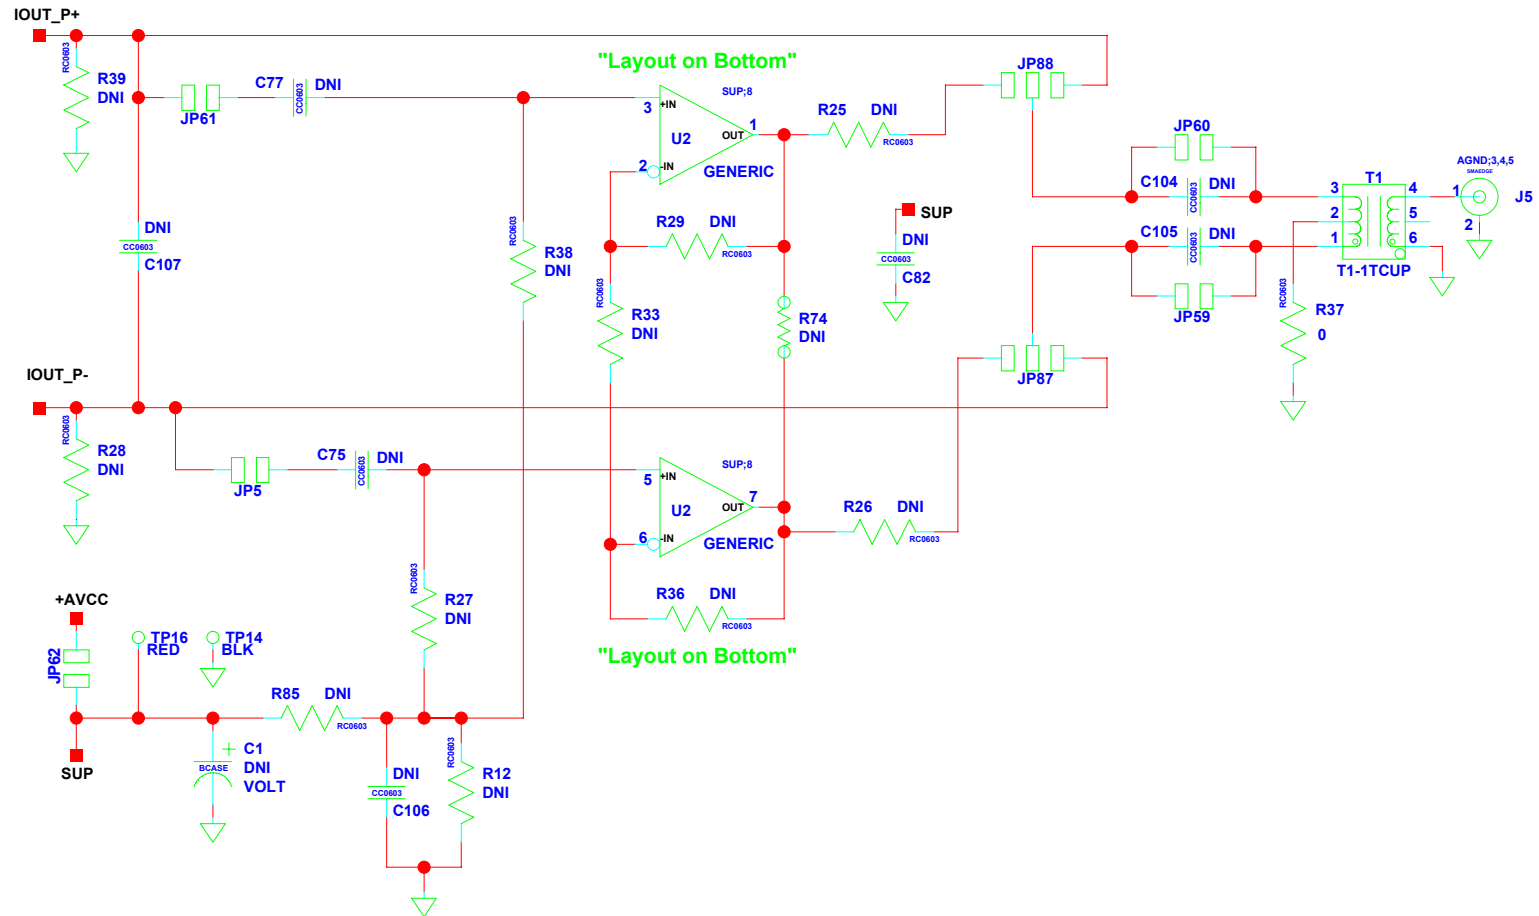 IOUT_P+
RC0603
R39
DNI
JP61
C77
DNI
CC0603
"Layout on Bottom"
SUP;8
3
+IN
U2
OUT
1
2
-IN
GENERIC
R25
DNI
RC0603
JP88
JP60
C104
DNI
CC0603
C105
DNI
CC0603
JP59
T1
3
2
1
4
5
6
T1-1TCUP
AGND;3,4,5
SMAEDGE
1
2
J5
RC0603
R37
0
DNI
CC0603
C107
RC0603
R38
DNI
R29
DNI
RC0603
SUP
DNI
CC0603
C82
RC0603
R33
DNI
R74
DNI
JP87
IOUT_P-
RC0603
R28
DNI
JP5
C75
DNI
CC0603
SUP;8
5
+IN
U2
OUT
7
6
-IN
GENERIC
R26
DNI
RC0603
RC0603
R27
DNI
R36
DNI
RC0603
"Layout on Bottom"
+AVCC
JP62
TP16
RED
TP14
BLK
R85
DNI
RC0603
SUP
+
C1
BCASE
DNI
VOLT
DNI
CC0603
C106
RC0603
R12
DNI